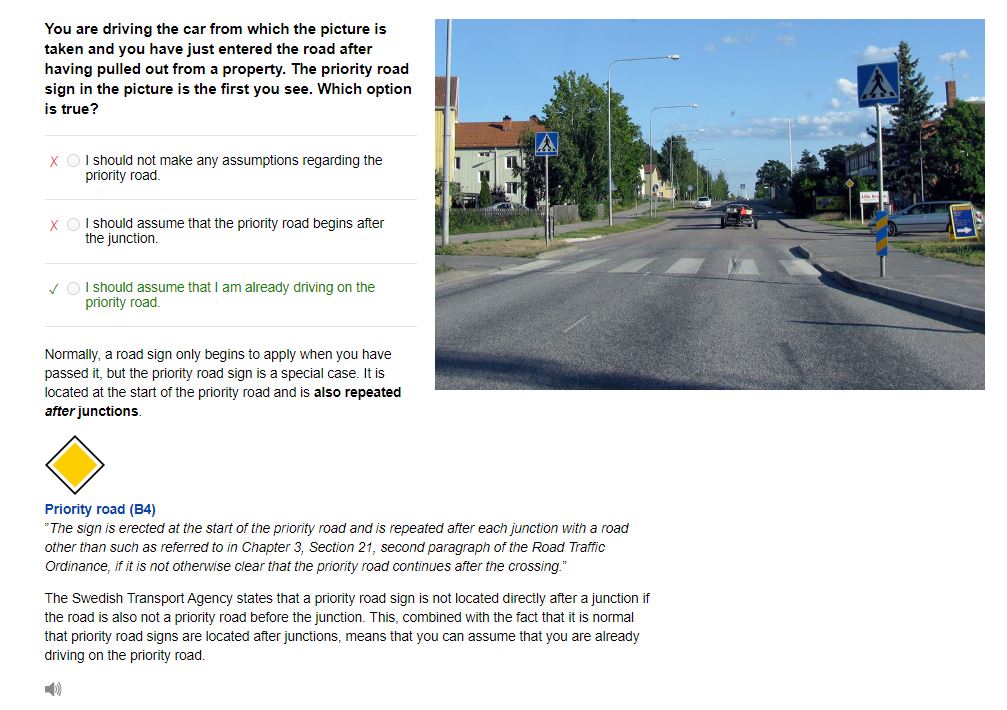 You are driving the car from which the picture is
taken and you have just entered the road after
having pulled out from a property. The priority road
sign in the picture is the first you see. Which option
is true?
I should not make any assumptions regarding the
priority road.
I should assume that the priority road begins after
the junction.
I should assume that I am already driving on the
priority road.
Normally, a road sign only begins to apply when you have
passed it, but the priority road sign is a special case. It is
located at the start of the priority road and is also repeated
after junctions.
Priority road (B4)
"The sign is erected at the start of the priority road and is repeated after each junction with a road
other than such as referred to in Chapter 3, Section 21, second paragraph of the Road Traffic
Ordinance, if it is not otherwise clear that the priority road continues after the crossing."
The Swedish Transport Agency states that a priority road sign is not located directly after a junction if
the road is also not a priority road before the junction. This, combined with the fact that it is normal
that priority road signs are located after junctions, means that you can assume that you are already
driving on the priority road.